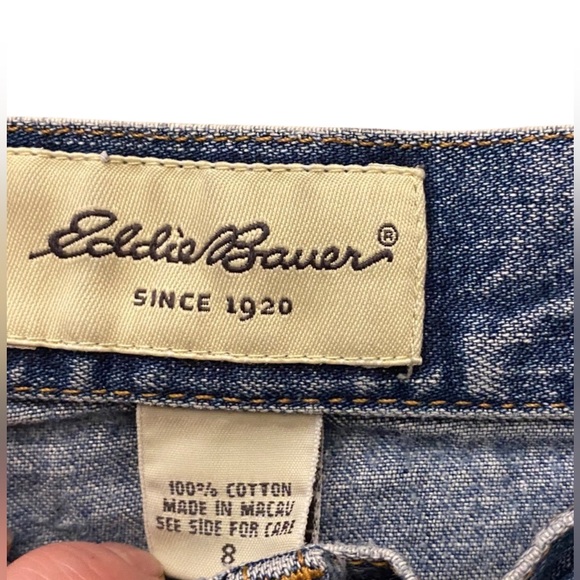 Eddie Bauer®
SINCE 1920
100% COTTON
MADE IN MACAU
SEE SIDE FOR CARE
8